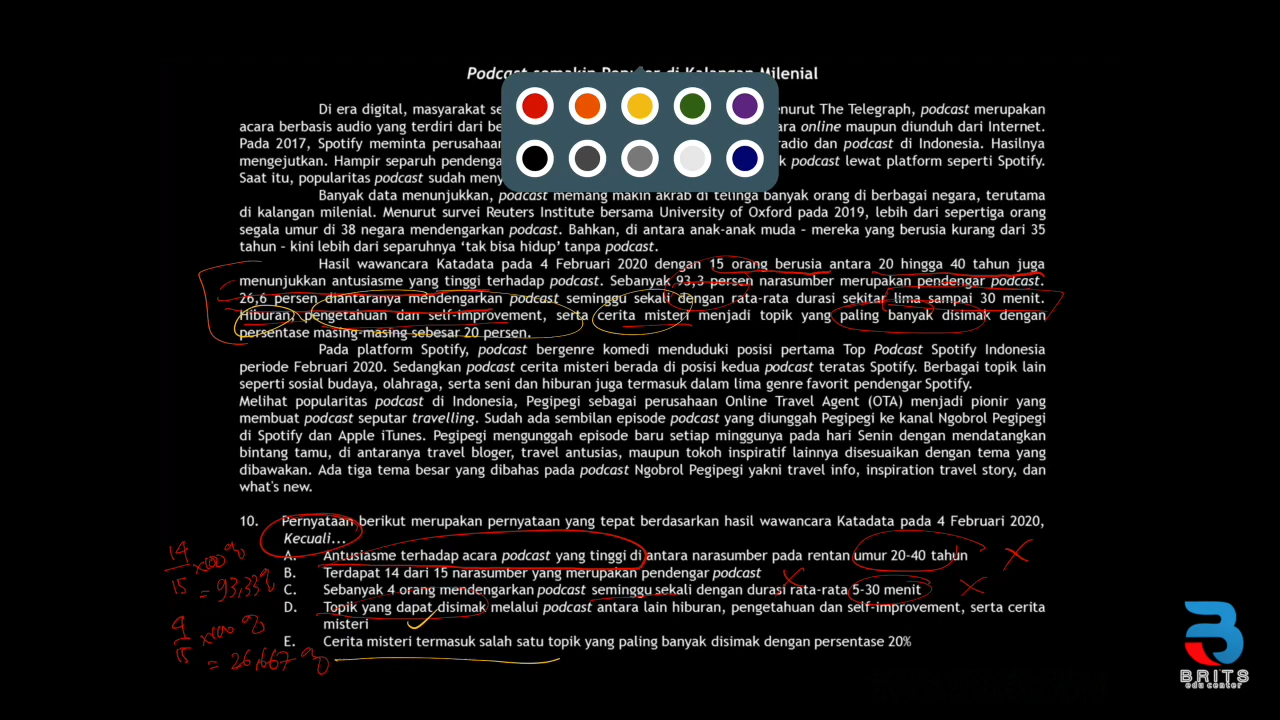 Podcast semakin Populer di Kalangan Milenial
Di era digital, masyarakat se enurut The Telegraph, podcast merupakan
acara berbasis audio yang terdiri dari be ara online maupun diunduh dari Internet.
Pada 2017, Spotify meminta perusahaan radio dan podcast di Indonesia. Hasilnya
mengejutkan. Hampir separuh pendenga k podcast lewat platform seperti Spotify.
Saat itu, popularitas podcast sudah meny
Banyak data menunjukkan, podcast memang makin akrab di telinga banyak orang di berbagai negara, terutama
di kalangan milenial. Menurut survei Reuters Institute bersama University of Oxford pada 2019, lebih dari sepertiga orang
segala umur di 38 negara mendengarkan podcast. Bahkan, di antara anak-anak muda – mereka yang berusia kurang dari 35
tahun – kini lebih dari separuhnya ‘tak bisa hidup’ tanpa podcast.
Hasil wawancara Katadata pada 4 Februari 2020 dengan 15 orang berusia antara 20 hingga 40 tahun juga
menunjukkan antusiasme yang tinggi terhadap podcast. Sebanyak 93,3 persen narasumber merupakan pendengar podcast.
26,6 persen diantaranya mendengarkan podcast seminggu sekali dengan rata-rata durasi sekitar lima sampai 30 menit.
Hiburan, pengetahuan dan self-improvement, serta cerita misteri menjadi topik yang paling banyak disimak dengan
persentase masing-masing sebesar 20 persen.
Pada platform Spotify, podcast bergenre komedi menduduki posisi pertama Top Podcast Spotify Indonesia
periode Februari 2020. Sedangkan podcast cerita misteri berada di posisi kedua podcast teratas Spotify. Berbagai topik lain
seperti sosial budaya, olahraga, serta seni dan hiburan juga termasuk dalam lima genre favorit pendengar Spotify.
Melihat popularitas podcast di Indonesia, Pegipegi sebagai perusahaan Online Travel Agent (OTA) menjadi pionir yang
membuat podcast seputar travelling. Sudah ada sembilan episode podcast yang diunggah Pegipegi ke kanal Ngobrol Pegipegi
di Spotify dan Apple iTunes. Pegipegi mengunggah episode baru setiap minggunya pada hari Senin dengan mendatangkan
bintang tamu, di antaranya travel bloger, travel antusias, maupun tokoh inspiratif lainnya disesuaikan dengan tema yang
dibawakan. Ada tiga tema besar yang dibahas pada podcast Ngobrol Pegipegi yakni travel info, inspiration travel story, dan
what's new.
10. Pernyataan berikut merupakan pernyataan yang tepat berdasarkan hasil wawancara Katadata pada 4 Februari 2020,
Kecuali...
A. Antusiasme terhadap acara podcast yang tinggi di antara narasumber pada rentan umur 20-40 tahun
B. Terdapat 14 dari 15 narasumber yang merupakan pendengar podcast
C. Sebanyak 4 orang mendengarkan podcast seminggu sekali dengan durasi rata-rata 5-30 menit
D. Topik yang dapat disimak melalui podcast antara lain hiburan, pengetahuan dan self-improvement, serta cerita
misteri
E. Cerita misteri termasuk salah satu topik yang paling banyak disimak dengan persentase 20%
14/15 x100%
= 93,33%
4/15 x100%
= 26,667%
BRITS
edu center